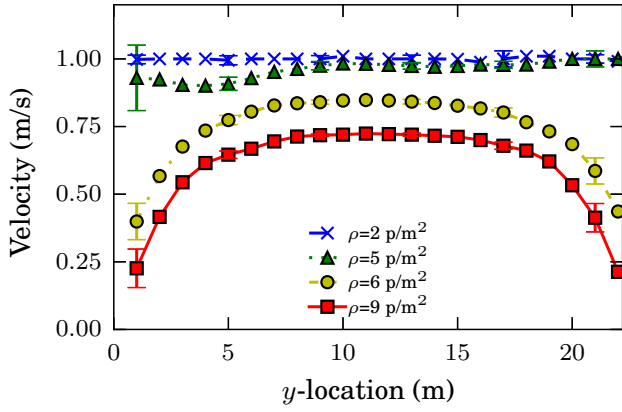 1.00
0.75
0.50
0.25
0.00
Velocity (m/s)
ρ=2 p/m²
ρ=5 p/m²
ρ=6 p/m²
ρ=9 p/m²
0 5 10 15 20
y-location (m)